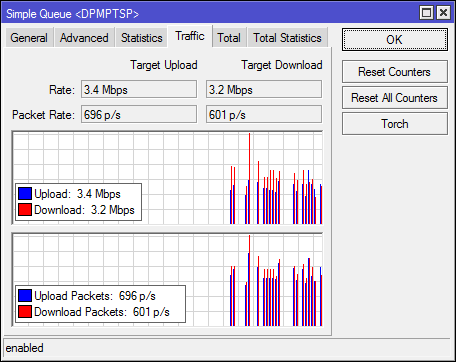 Simple Queue <DPMPTSP>
General Advanced Statistics Traffic Total Total Statistics
OK
Reset Counters
Reset All Counters
Torch
Target Upload Target Download
Rate: 3.4 Mbps 3.2 Mbps
Packet Rate: 696 p/s 601 p/s
Upload: 3.4 Mbps
Download: 3.2 Mbps
Upload Packets: 696 p/s
Download Packets: 601 p/s
enabled